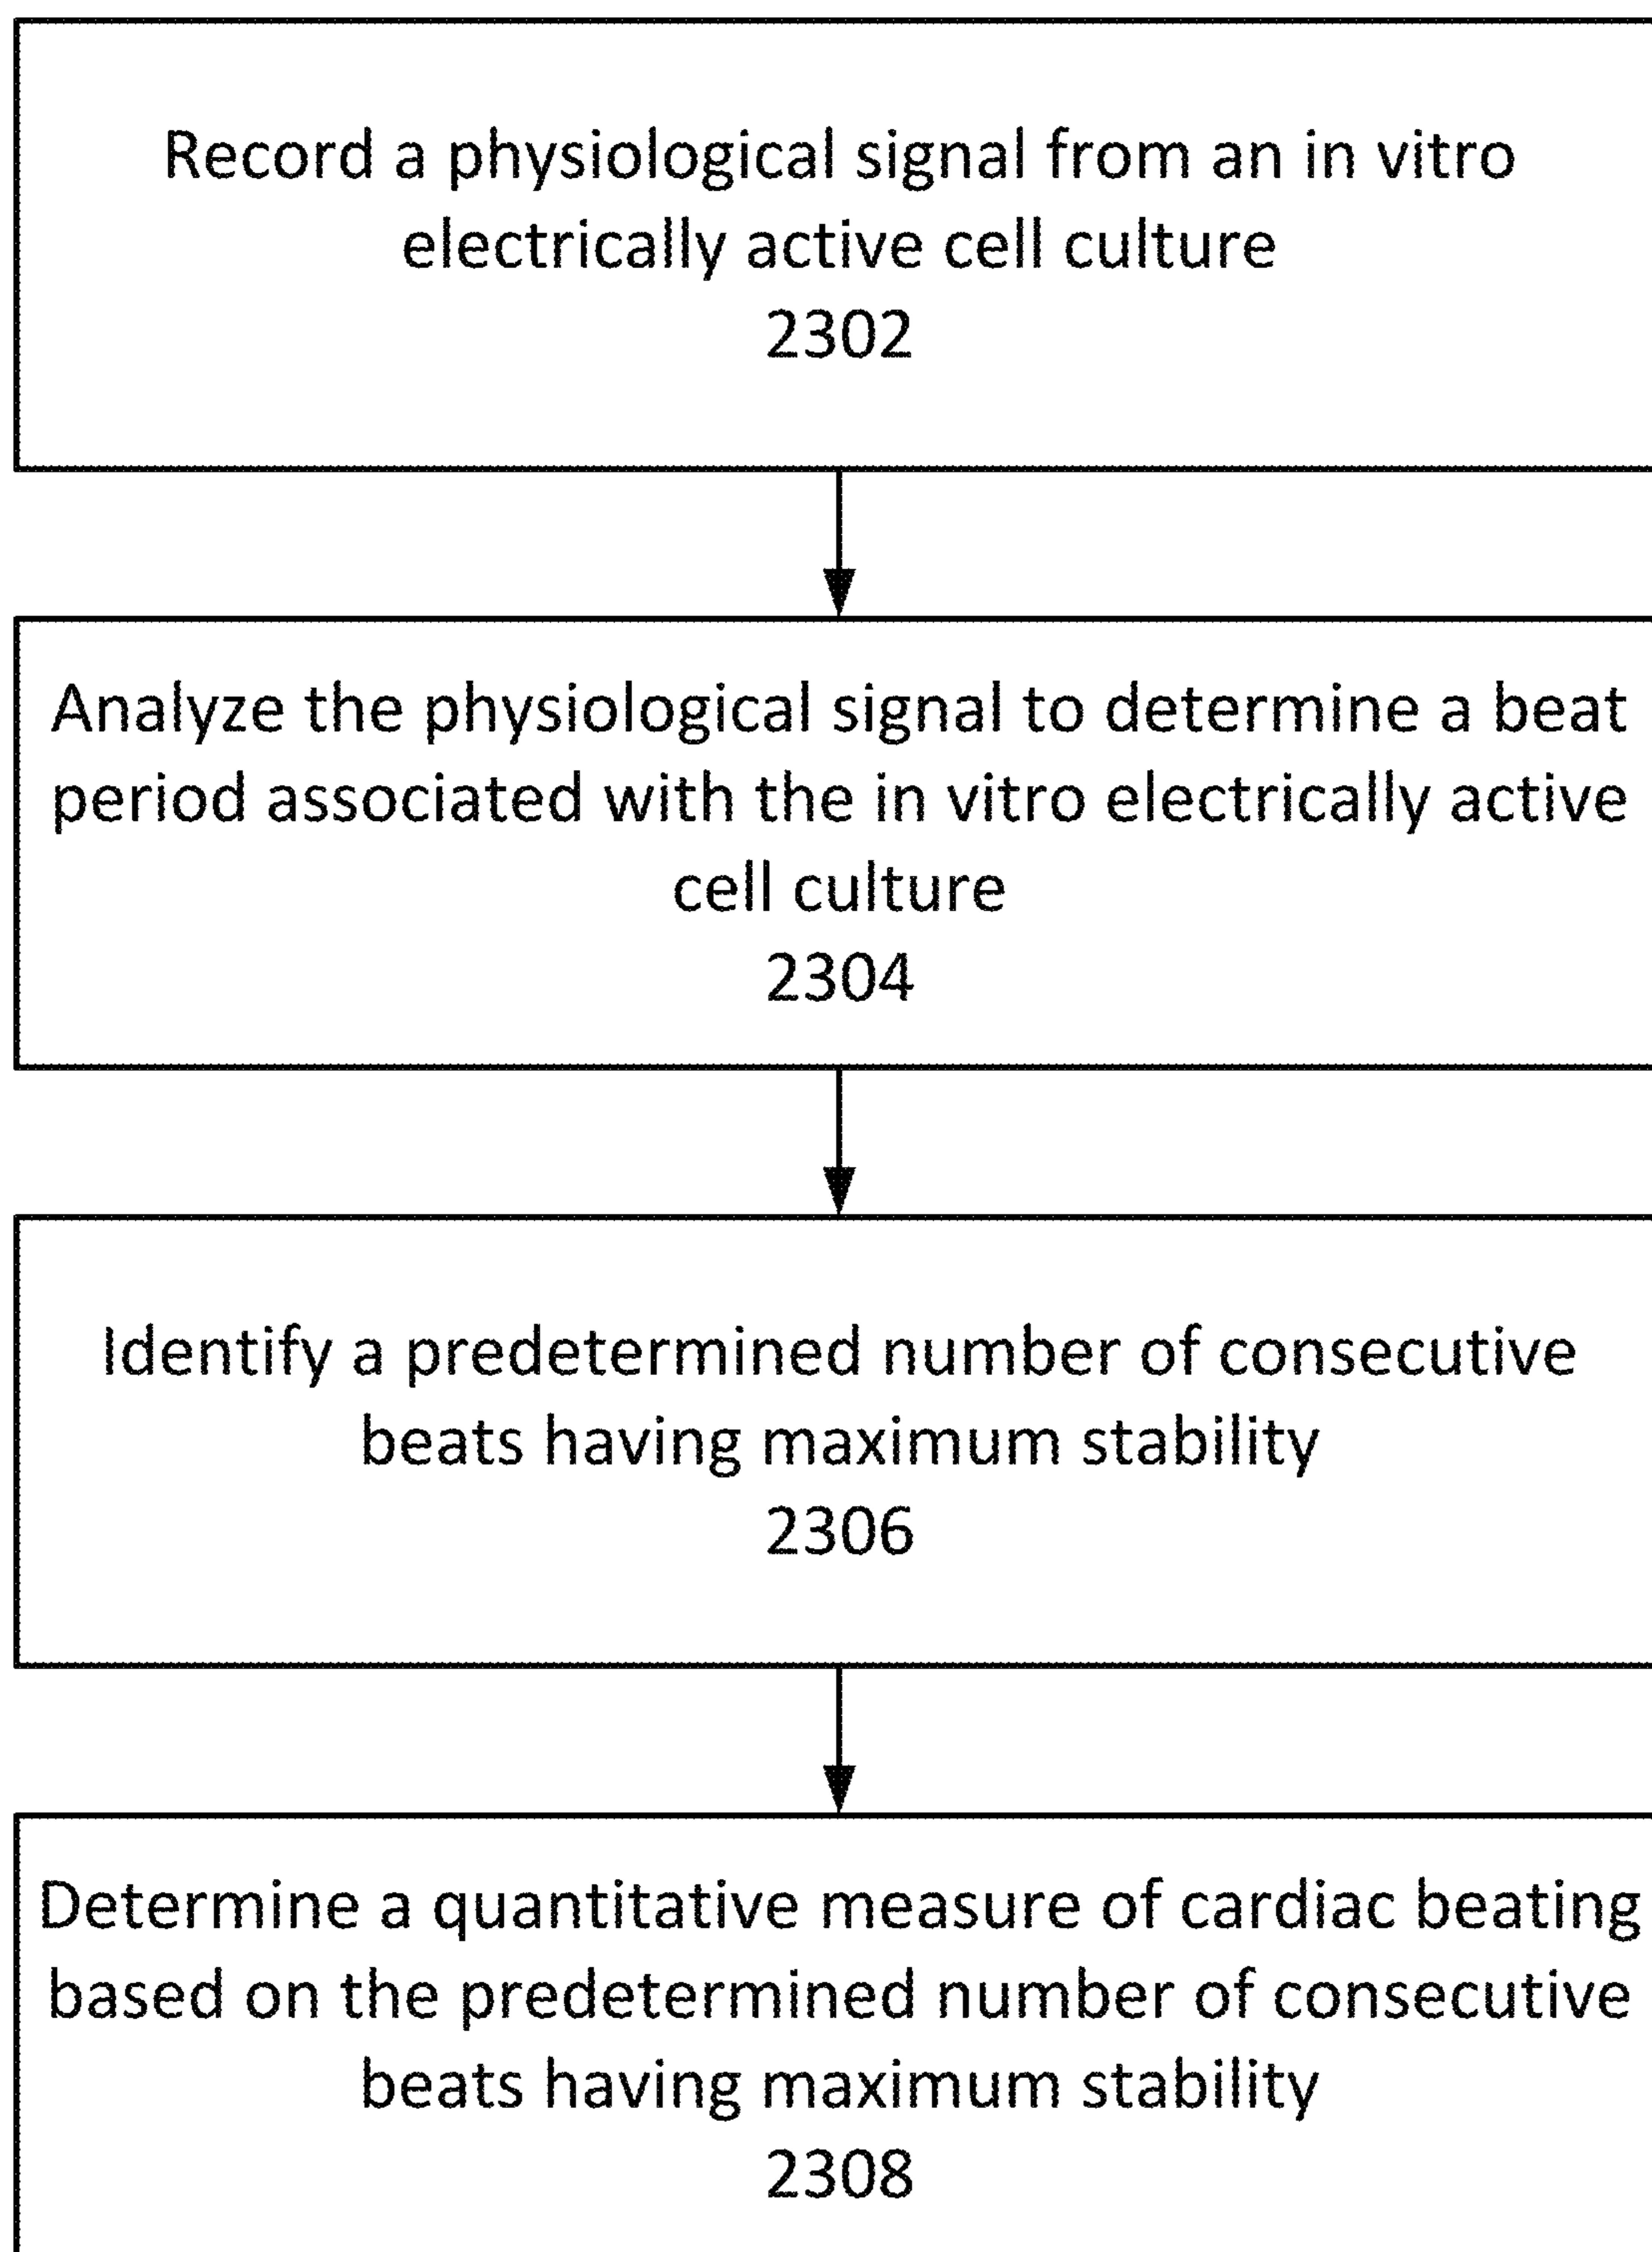 Record a physiological signal from an in vitro
electrically active cell culture
2302
Analyze the physiological signal to determine a beat
period associated with the in vitro electrically active
cell culture
2304
Identify a predetermined number of consecutive
beats having maximum stability
2306
Determine a quantitative measure of cardiac beating
based on the predetermined number of consecutive
beats having maximum stability
2308